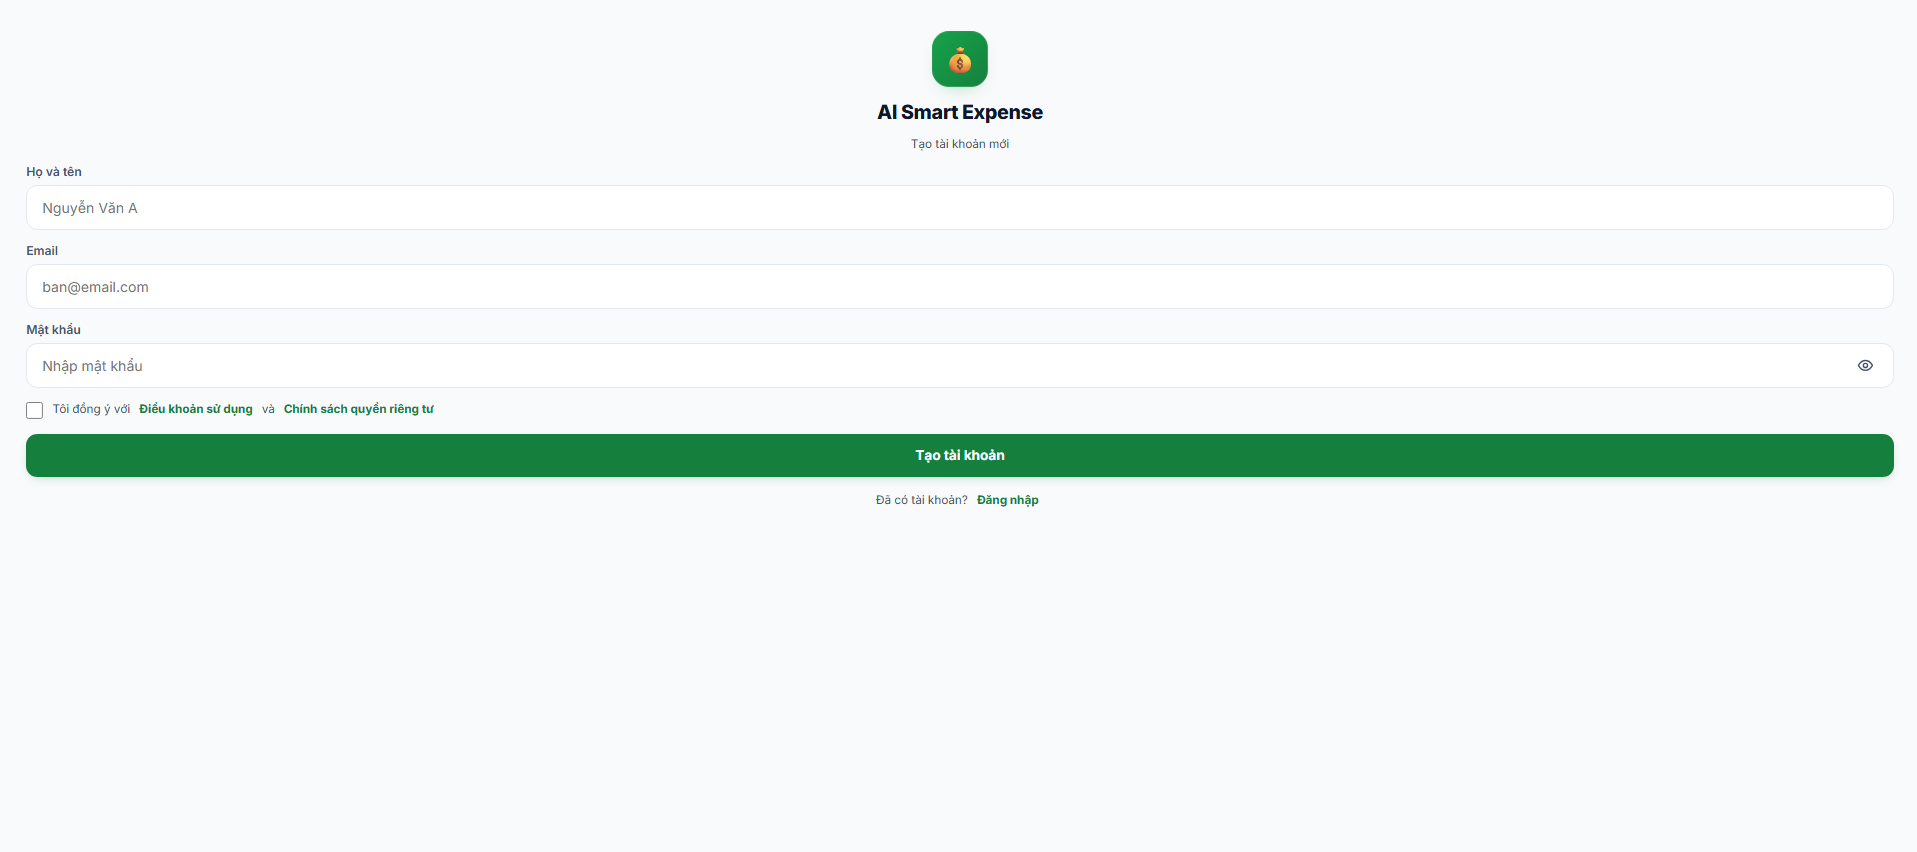 AI Smart Expense
Tạo tài khoản mới
Họ và tên
Nguyễn Văn A
Email
ban@email.com
Mật khẩu
Nhập mật khẩu
Tôi đồng ý với Điều khoản sử dụng và Chính sách quyền riêng tư
Tạo tài khoản
Đã có tài khoản? Đăng nhập